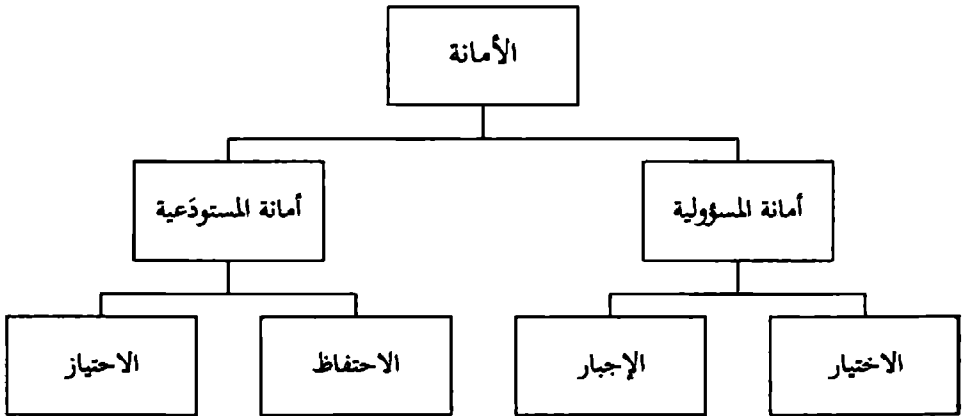 الأمانة
أمانة المسؤولية
أمانة المستودَعية
الاختيار
الإجبار
الاحتفاظ
الاحتياز